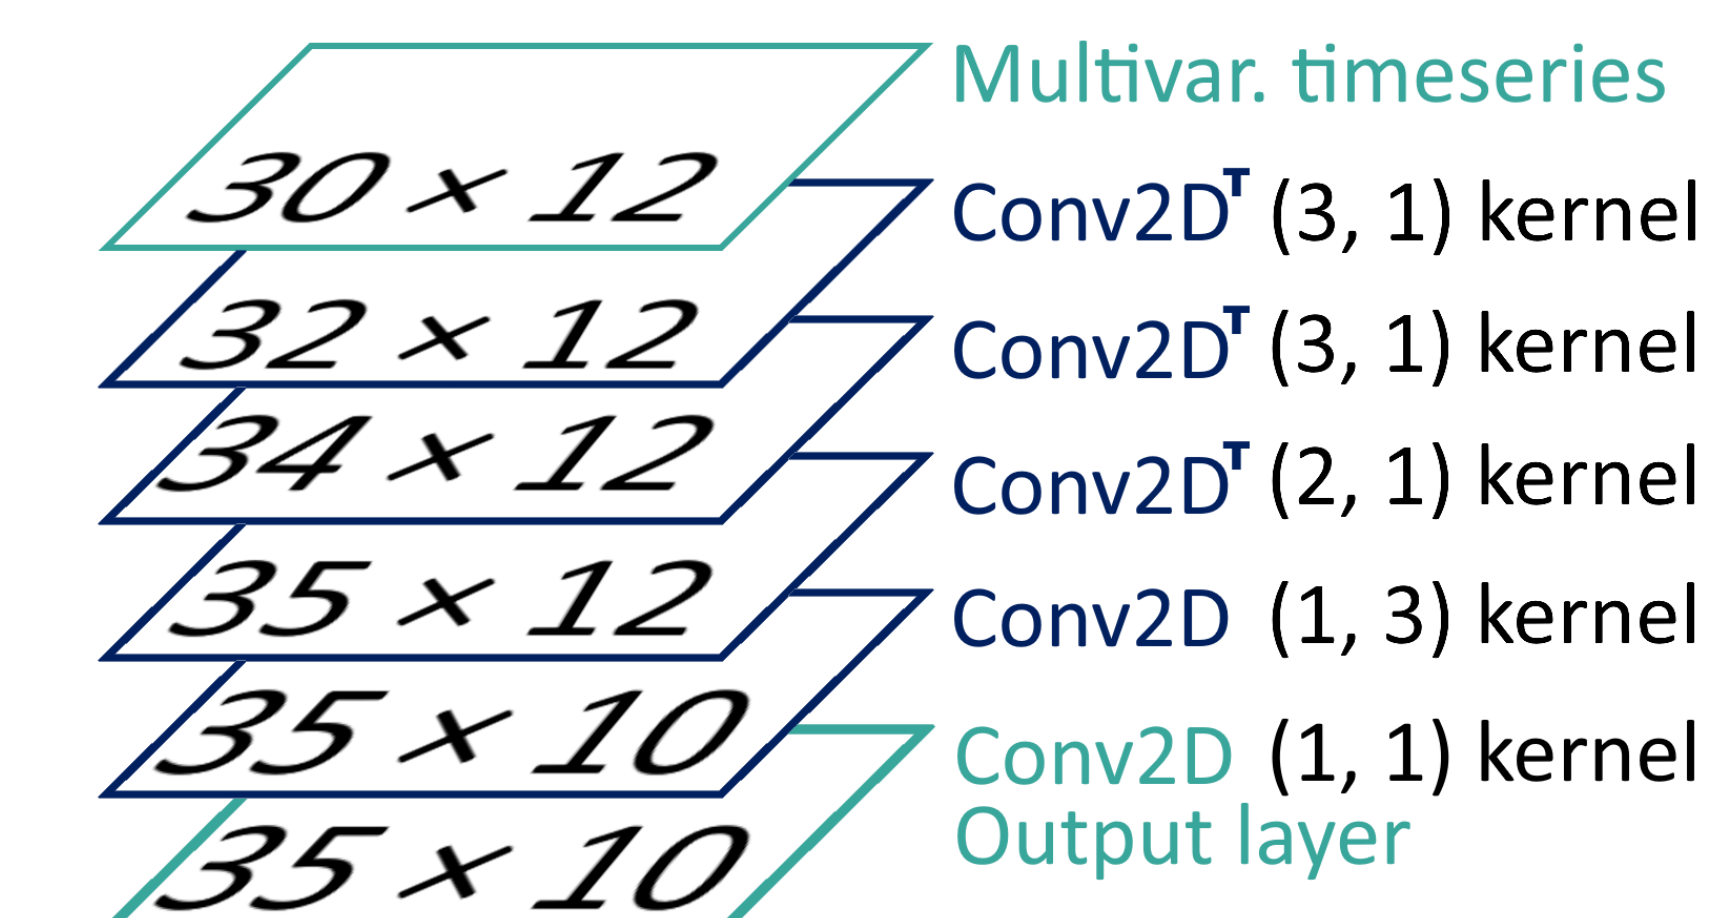 Multivar. timeseries
30 × 12
Conv2Dᵀ (3, 1) kernel
32 × 12
Conv2Dᵀ (3, 1) kernel
34 × 12
Conv2Dᵀ (2, 1) kernel
35 × 12
Conv2D (1, 3) kernel
35 × 10
Conv2D (1, 1) kernel
Output layer
35 × 10